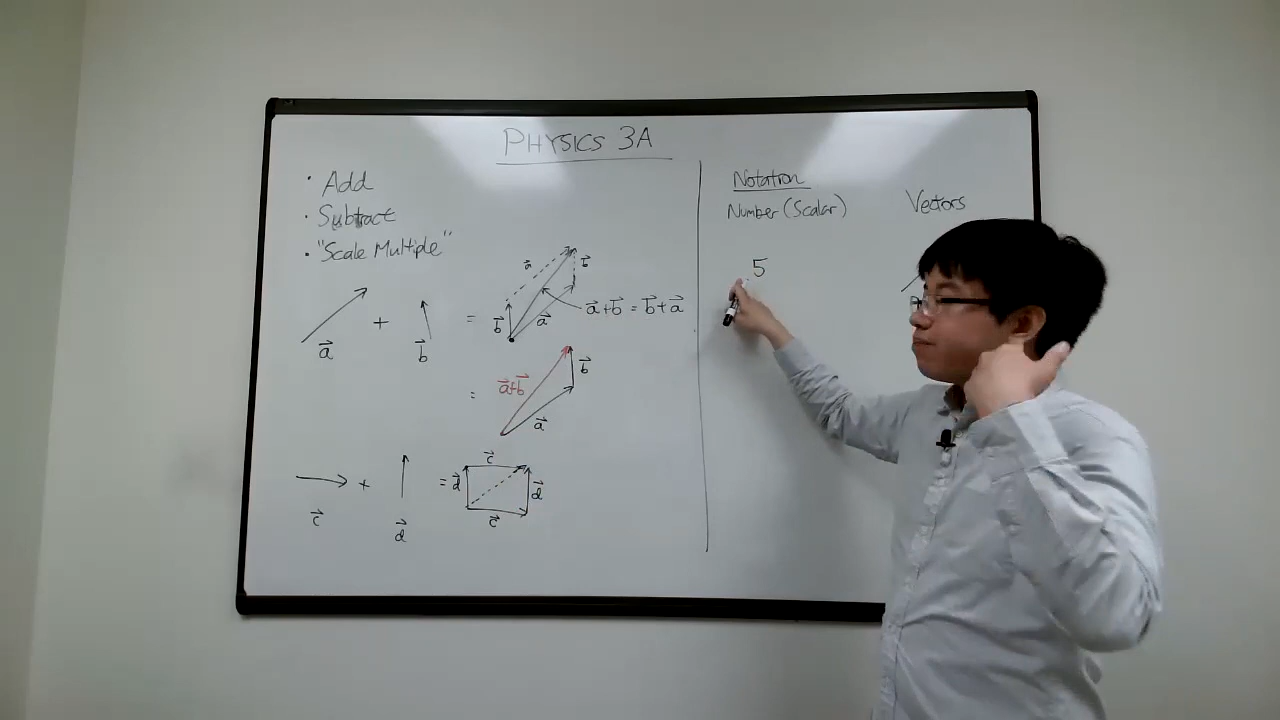 PHYSICS 3A
· Add
· Subtract
· "Scale Multiple"
a⃗ + b⃗ = b⃗ a⃗ a⃗ b⃗ a⃗+b⃗ = b⃗+a⃗
= a⃗+b⃗ a⃗ b⃗
c⃗ + d⃗ = d⃗ c⃗ c⃗ d⃗
Notation
Number (Scalar) Vectors
5